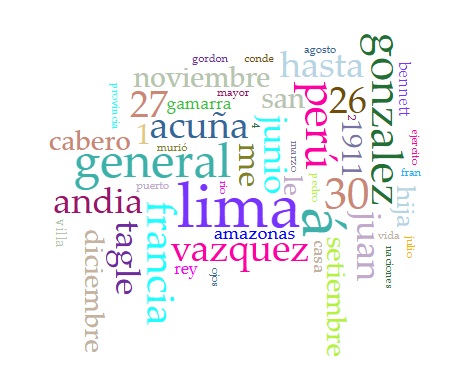 gordon conde agosto
noviembre hasta
provincia mayor
27 gamarra san 26 gonzalez bennett
cabero 1 acuña junio 4 perú 2 1911
murió me marzo ejercito
general le 30 fran
puerto rio pedro hija
andia lima á juan
villa tagle francia amazonas vida julio
diciembre vazquez casa setiembre naciones
rey ojos